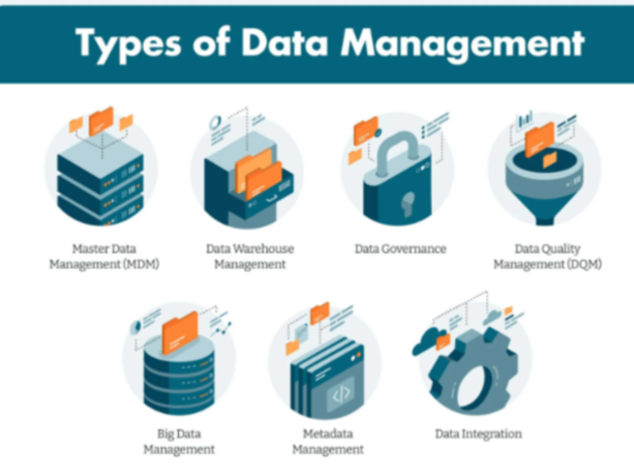 Types of Data Management
Master Data
Management (MDM)
Data Warehouse
Management
Data Governance
Data Quality
Management (DQM)
Big Data
Management
Metadata
Management
Data Integration